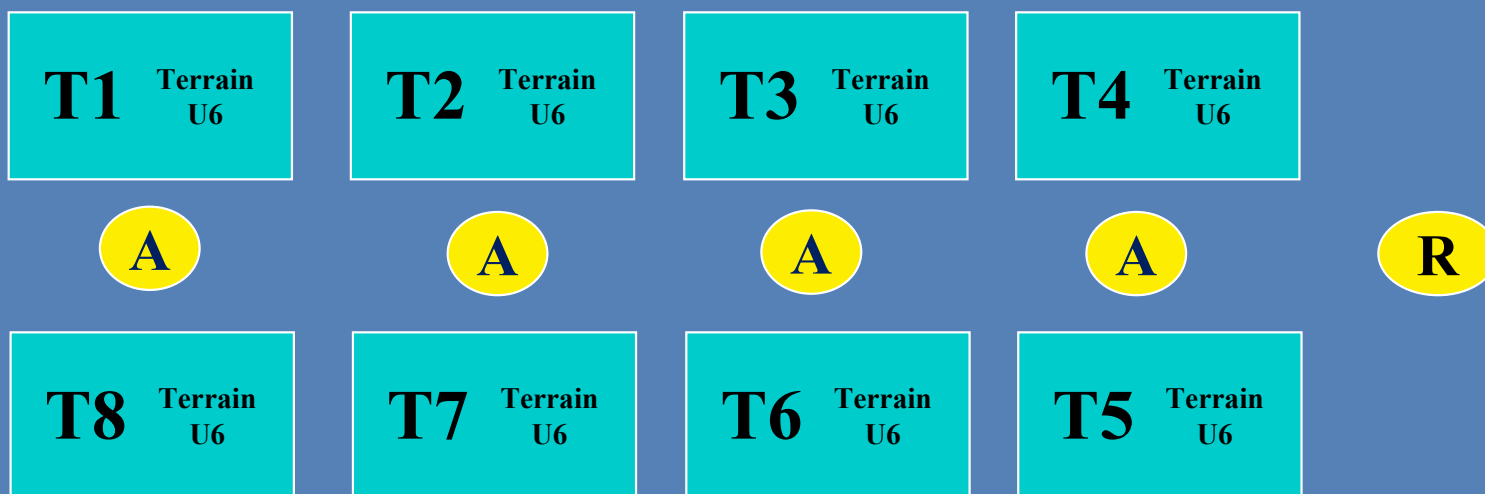 T1 Terrain U6
T2 Terrain U6
T3 Terrain U6
T4 Terrain U6
A A A A R
T8 Terrain U6
T7 Terrain U6
T6 Terrain U6
T5 Terrain U6